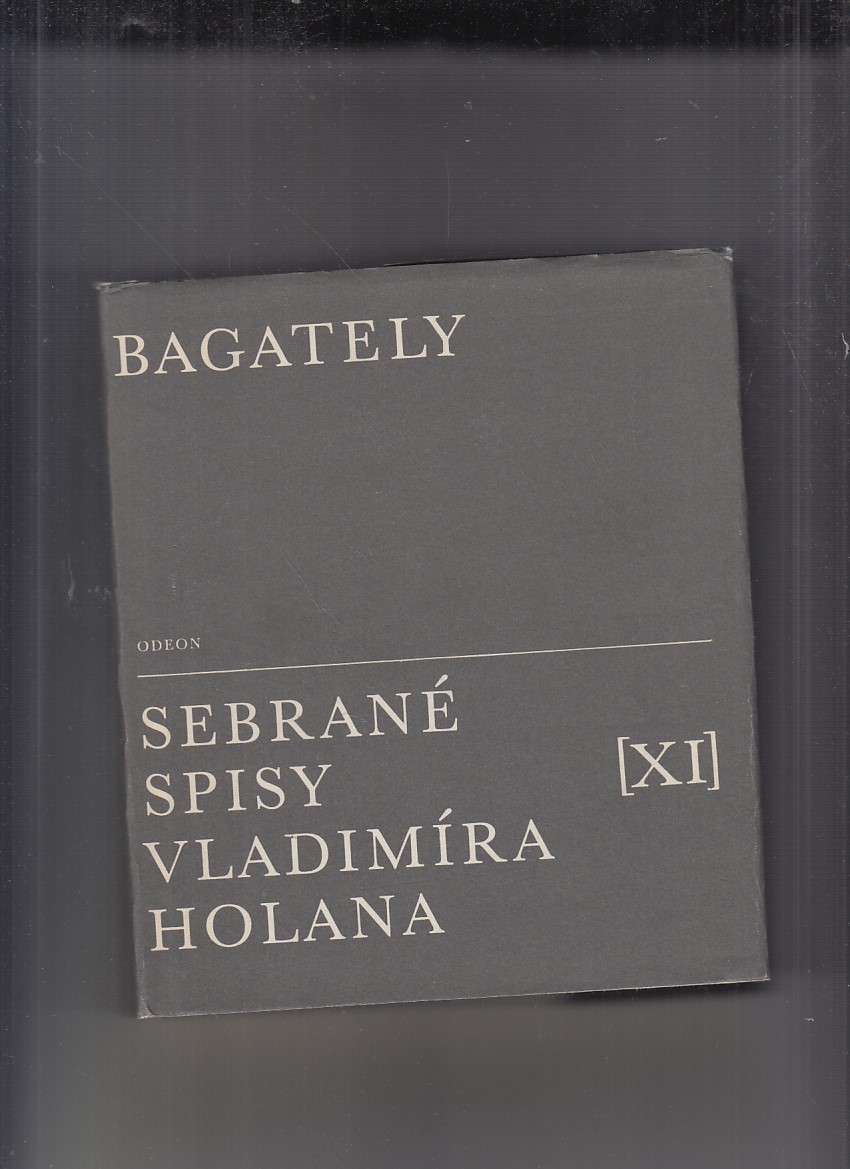 BAGATELY
ODEON
SEBRANÉ
SPISY
[XI]
VLADIMÍRA
HOLANA